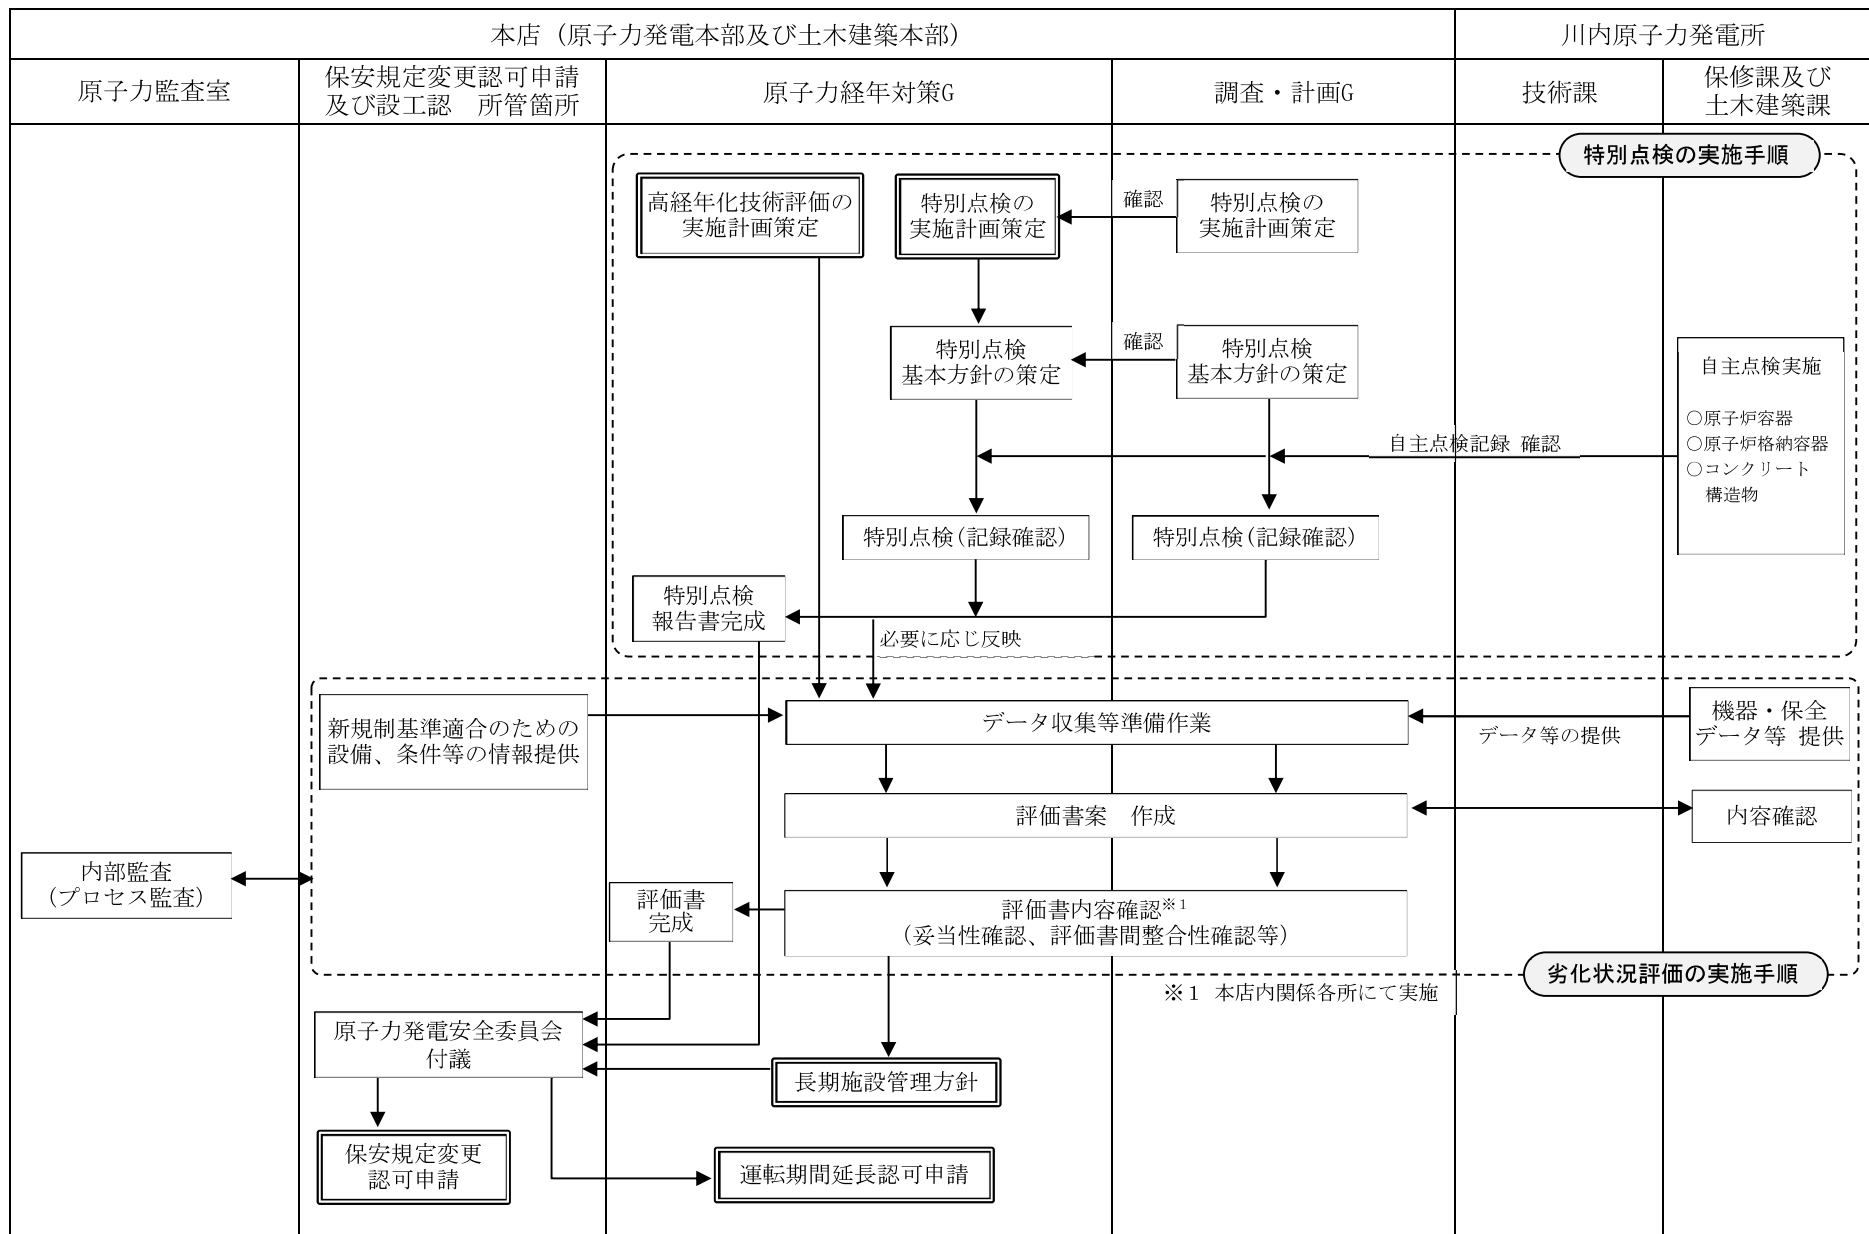 本店（原子力発電本部及び土木建築本部）
川内原子力発電所
原子力監査室
保安規定変更認可申請
及び設工認　所管箇所
原子力経年対策G
調査・計画G
技術課
保修課及び
土木建築課
特別点検の実施手順
高経年化技術評価の
実施計画策定
特別点検の
実施計画策定
確認
特別点検の
実施計画策定
特別点検
基本方針の策定
確認
特別点検
基本方針の策定
自主点検実施
○原子炉容器
○原子炉格納容器
○コンクリート
構造物
自主点検記録 確認
特別点検(記録確認)
特別点検(記録確認)
特別点検
報告書完成
必要に応じ反映
新規制基準適合のための
設備、条件等の情報提供
データ収集等準備作業
データ等の提供
機器・保全
データ等 提供
評価書案　作成
内容確認
内部監査
(プロセス監査)
評価書
完成
評価書内容確認※1
(妥当性確認、評価書間整合性確認等)
劣化状況評価の実施手順
※１ 本店内関係各所にて実施
原子力発電安全委員会
付議
長期施設管理方針
保安規定変更
認可申請
運転期間延長認可申請